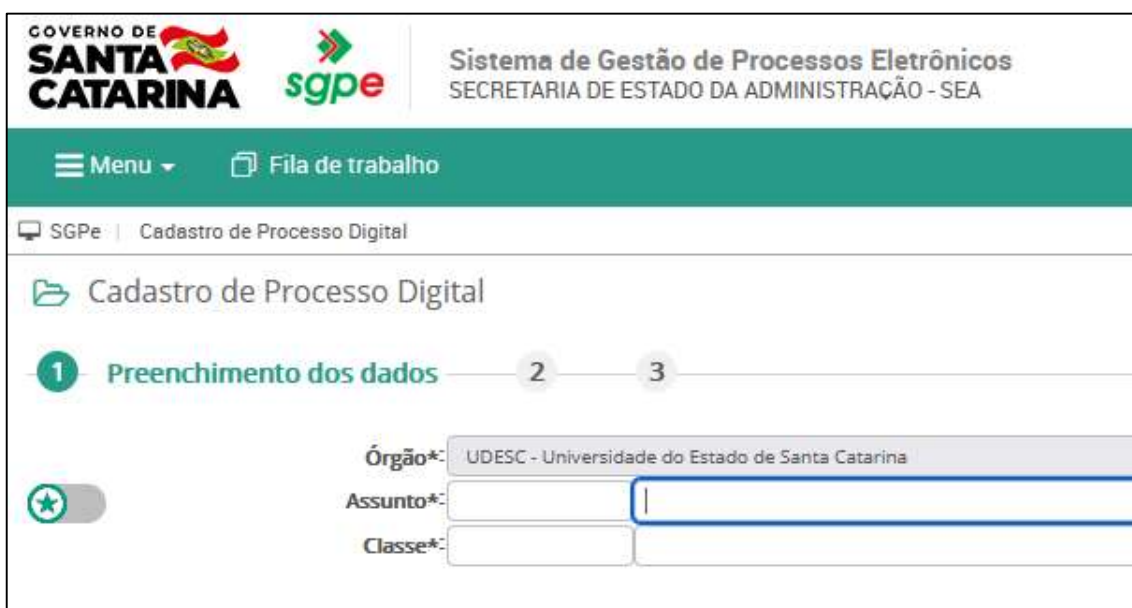 GOVERNO DE
SANTA
CATARINA
sgpe
Sistema de Gestão de Processos Eletrônicos
SECRETARIA DE ESTADO DA ADMINISTRAÇÃO - SEA
Menu
Fila de trabalho
SGPe | Cadastro de Processo Digital
Cadastro de Processo Digital
1 Preenchimento dos dados 2 3
Órgão*: UDESC - Universidade do Estado de Santa Catarina
Assunto*:
Classe*: